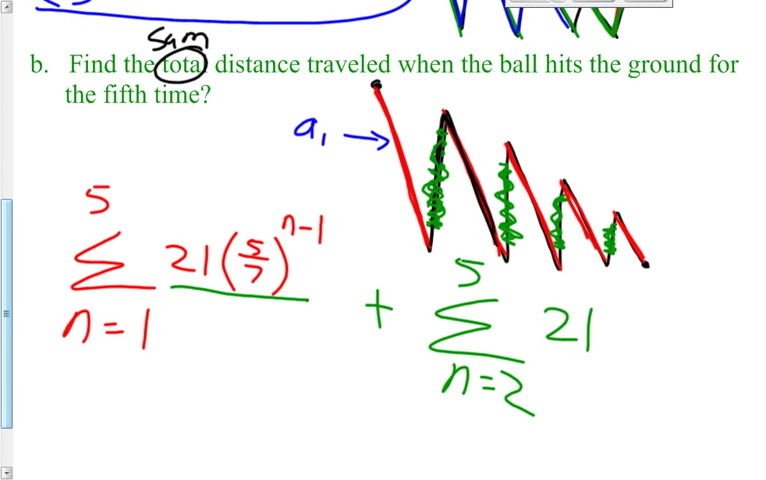 Sum
b. Find the total distance traveled when the ball hits the ground for
the fifth time?
a₁ →
5
Σ 21(5/7)^(n-1)
n=1
+
5
Σ 21
n=2